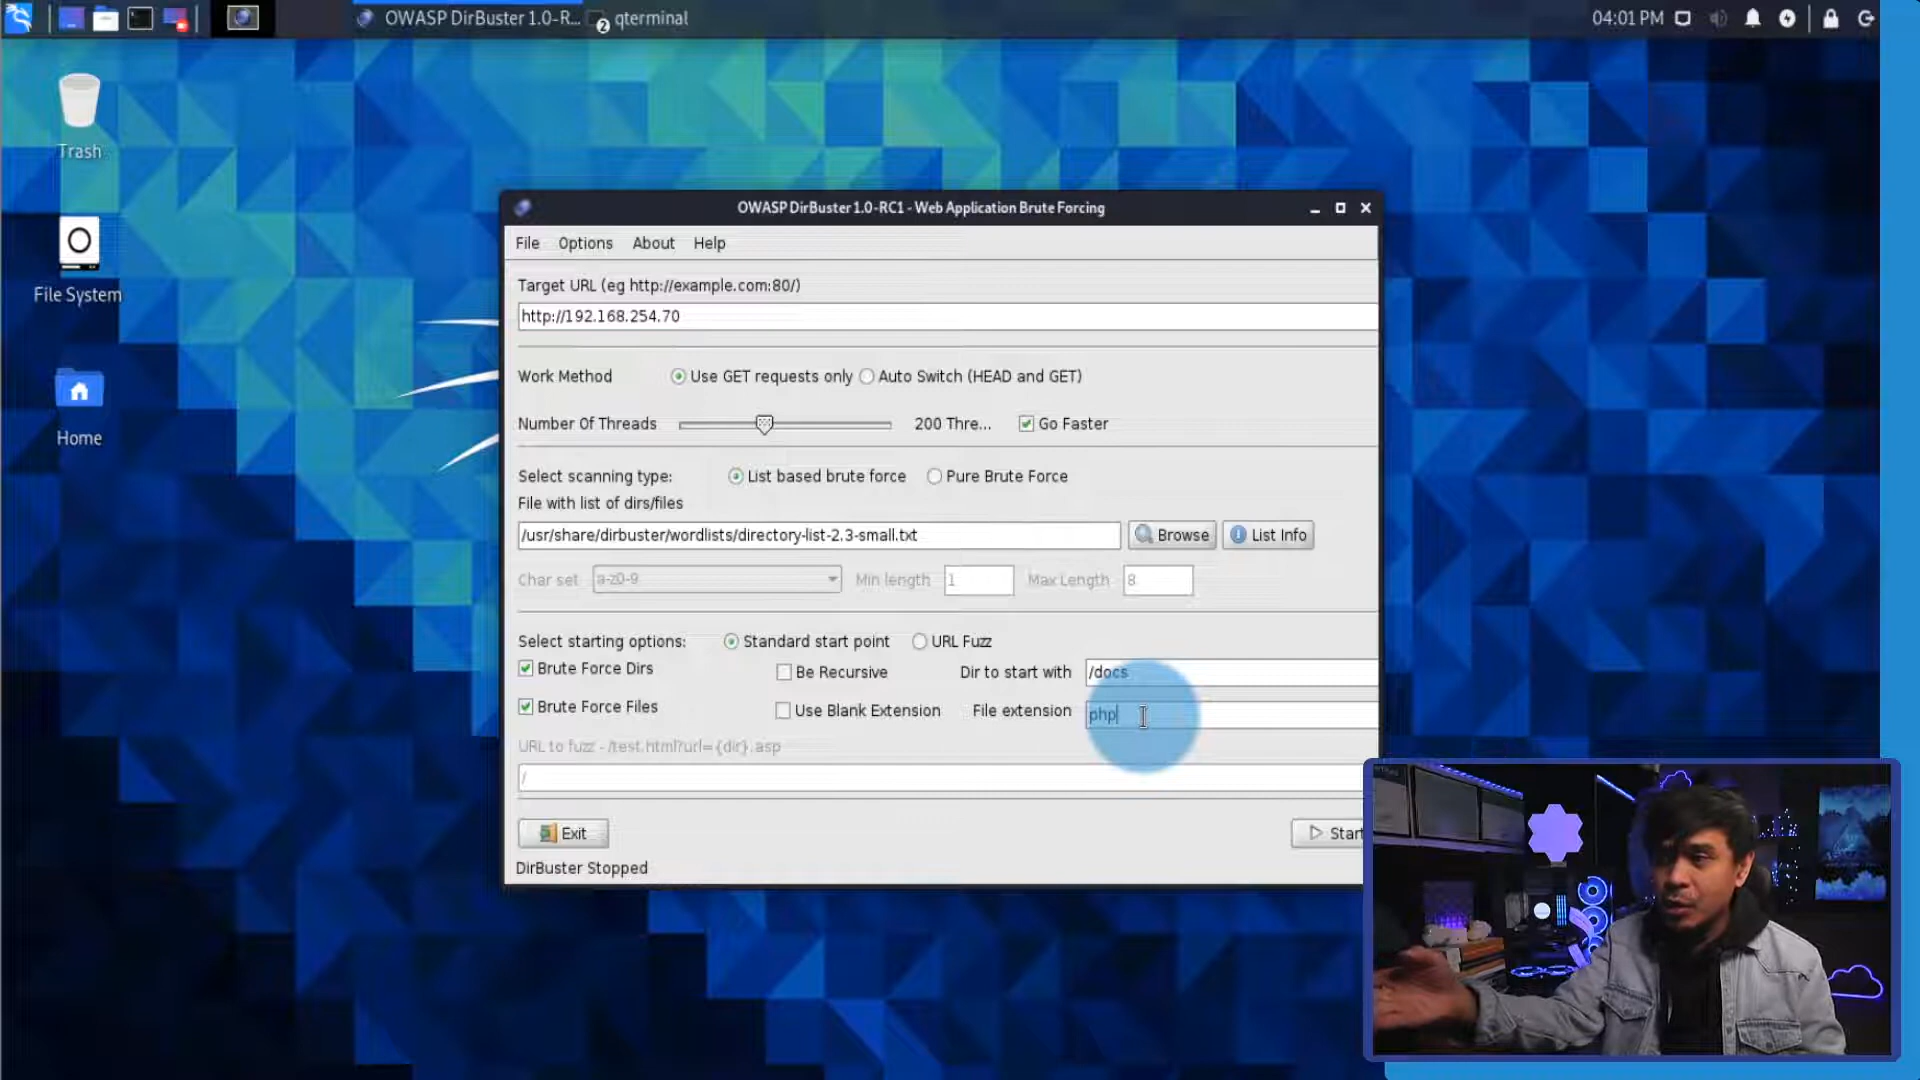 OWASP DirBuster 1.0-R... 2 qterminal 04:01 PM
Trash
File System
Home
OWASP DirBuster 1.0-RC1 - Web Application Brute Forcing
File Options About Help
Target URL (eg http://example.com:80/)
http://192.168.254.70
Work Method Use GET requests only Auto Switch (HEAD and GET)
Number Of Threads 200 Thre... Go Faster
Select scanning type: List based brute force Pure Brute Force
File with list of dirs/files
/usr/share/dirbuster/wordlists/directory-list-2.3-small.txt Browse List Info
Char set a-z0-9 Min length 1 Max Length 8
Select starting options: Standard start point URL Fuzz
Brute Force Dirs Be Recursive Dir to start with /docs
Brute Force Files Use Blank Extension File extension php
URL to fuzz - /test.html?url={dir}.asp
/
Exit Start
DirBuster Stopped